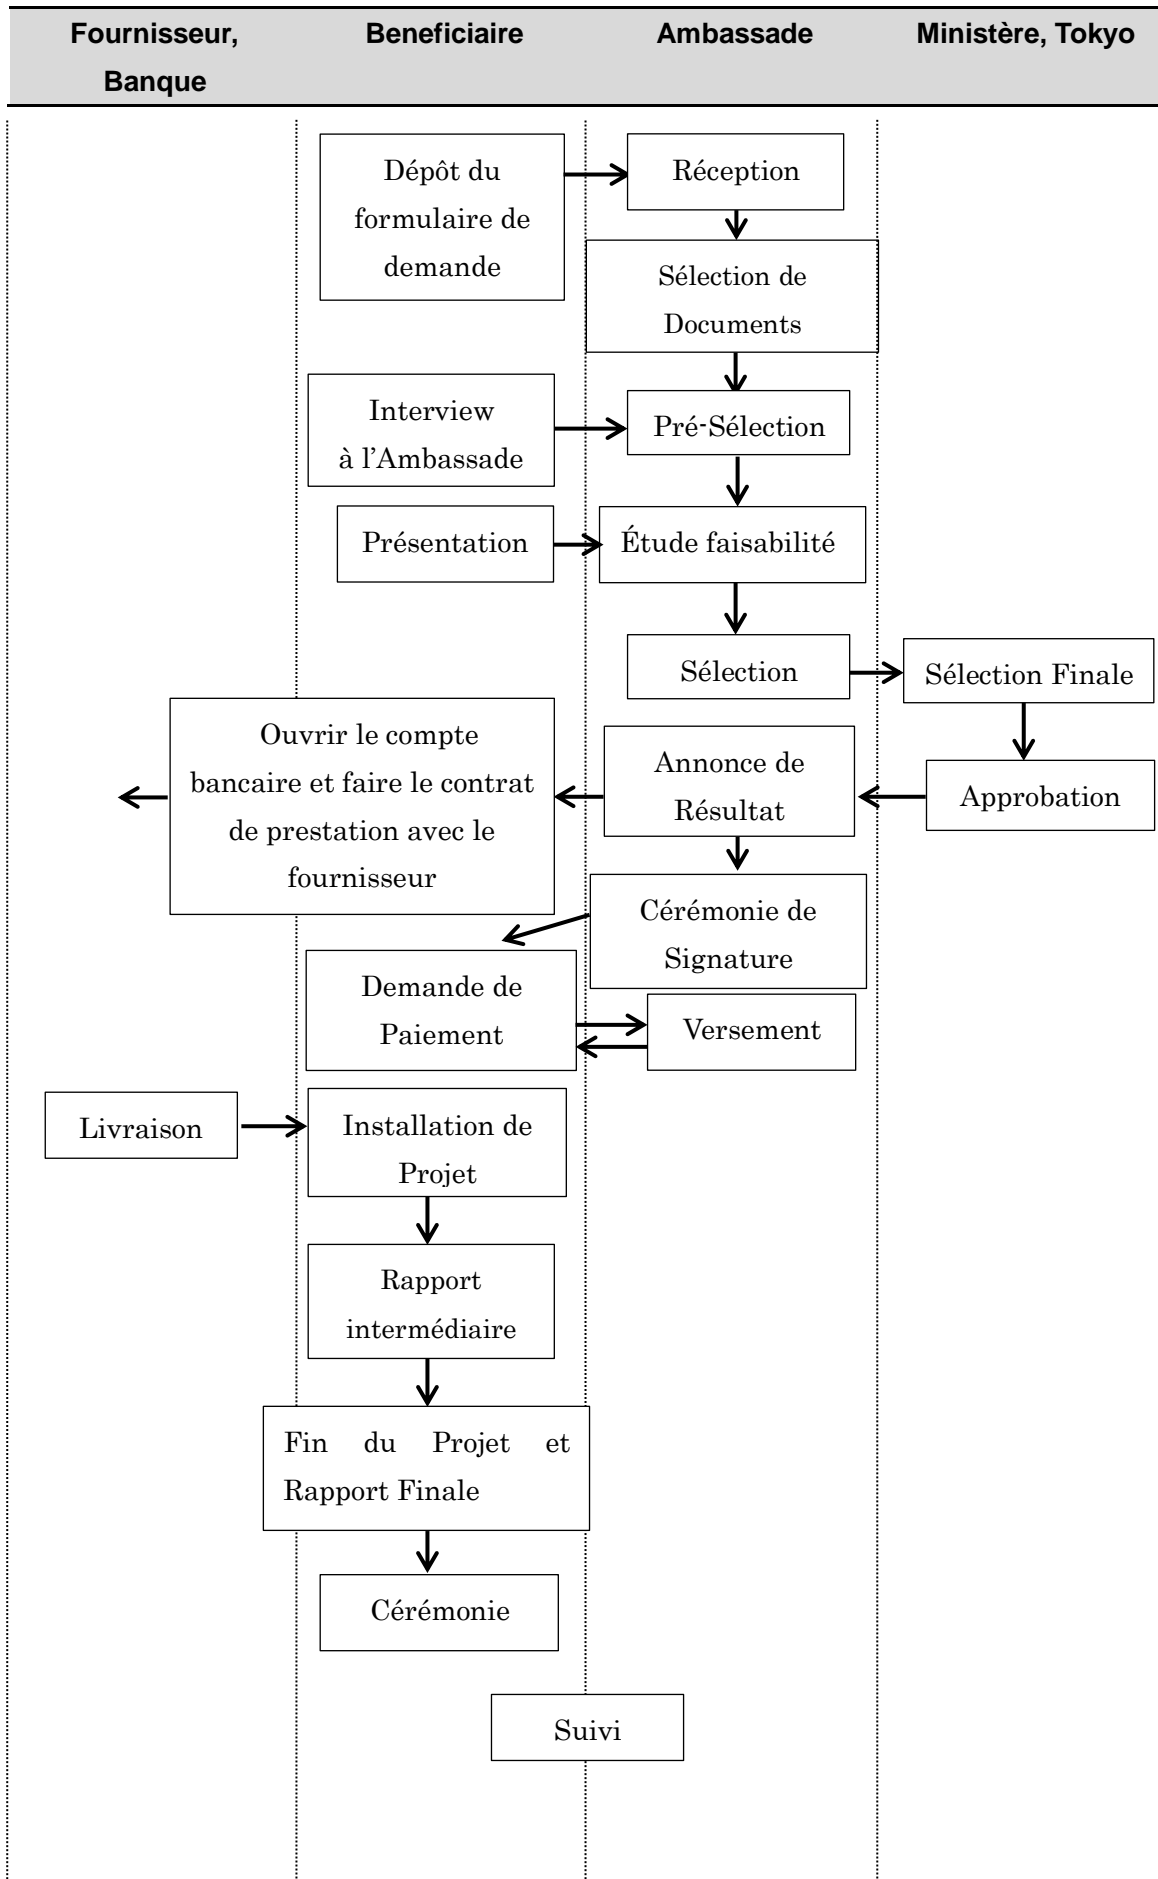 Fournisseur,
Banque
Beneficiaire
Ambassade
Ministère, Tokyo
Dépôt du
formulaire de
demande
Réception
Sélection de
Documents
Interview
à l'Ambassade
Pré-Sélection
Présentation
Étude faisabilité
Sélection
Sélection Finale
Ouvrir le compte
bancaire et faire le contrat
de prestation avec le
fournisseur
Annonce de
Résultat
Approbation
Cérémonie de
Signature
Demande de
Paiement
Versement
Livraison
Installation de
Projet
Rapport
intermédiaire
Fin du Projet et
Rapport Finale
Cérémonie
Suivi